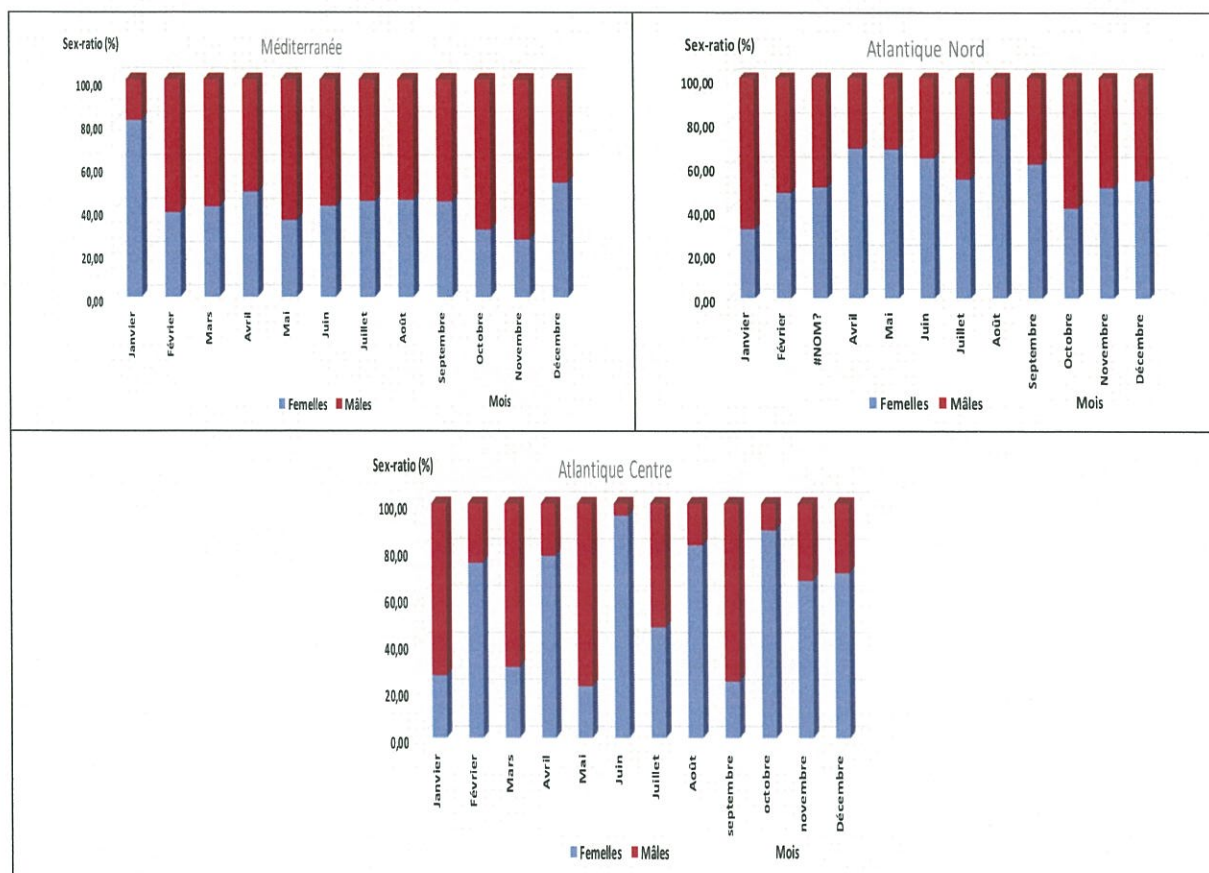 Sex-ratio (%)
Méditerranée
100,00
80,00
60,00
40,00
20,00
0,00
Janvier
Février
Mars
Avril
Mai
Juin
Juillet
Août
Septembre
Octobre
Novembre
Décembre
Femelles Mâles
Mois
Sex-ratio (%)
Atlantique Nord
100,00
80,00
60,00
40,00
20,00
0,00
Janvier
Février
#NOM?
Avril
Mai
Juin
Juillet
Août
Septembre
Octobre
Novembre
Décembre
Femelles Mâles
Mois
Sex-ratio (%)
Atlantique Centre
100,00
80,00
60,00
40,00
20,00
0,00
Janvier
Février
Mars
Avril
Mai
Juin
Juillet
Août
septembre
octobre
novembre
Décembre
Femelles Mâles
Mois